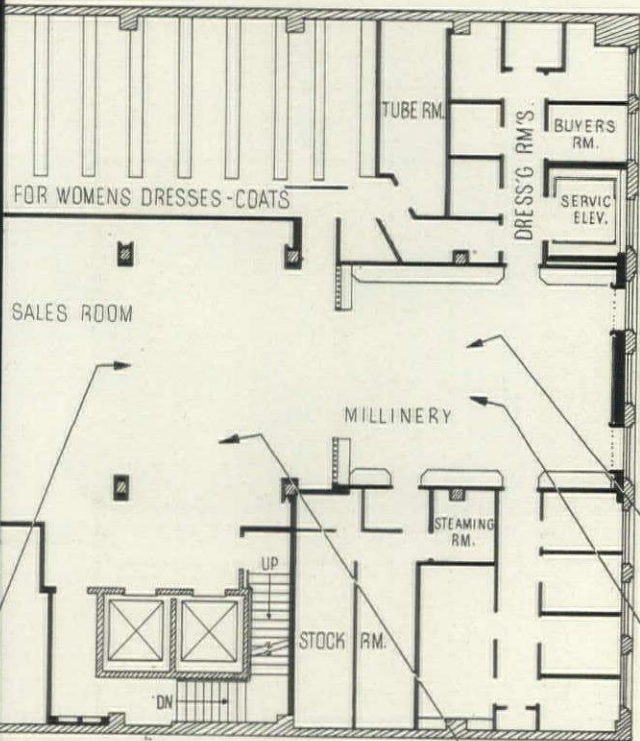 TUBE RM.
DRESS'G RM'S.
BUYERS
RM.
FOR WOMENS DRESSES-COATS
SERVIC
ELEV.
SALES ROOM
MILLINERY
STEAMING
RM.
UP
STOCK RM.
DN